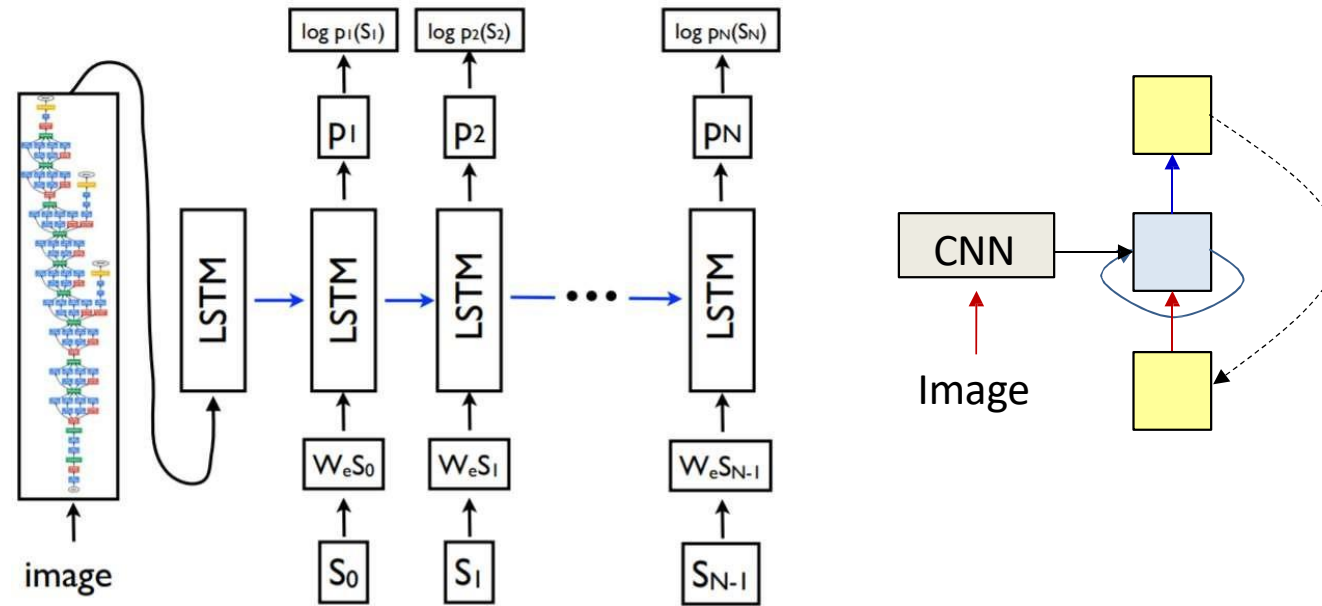 log p₁(S₁) log p₂(S₂) log pN(SN)
p₁ p₂ pN
LSTM LSTM LSTM ••• LSTM
WₑS₀ WₑS₁ WₑSN-1
S₀ S₁ SN-1
image
CNN
Image